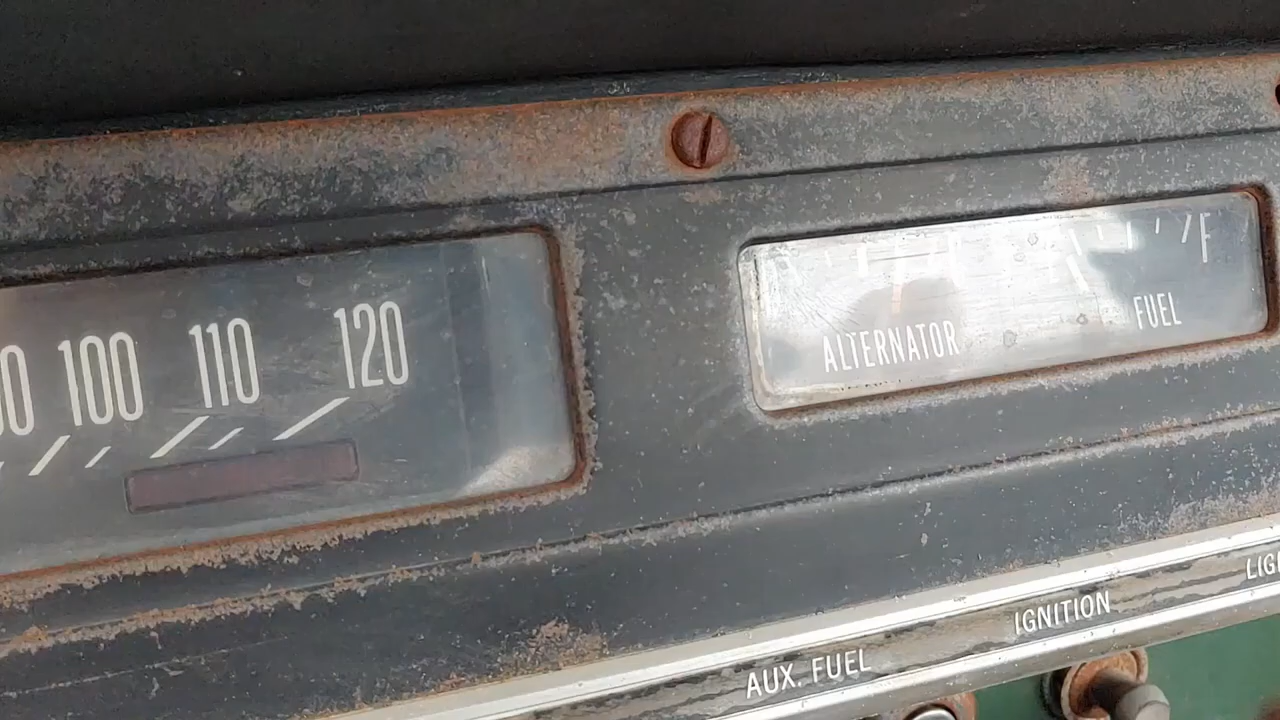 100 110 120
ALTERNATOR
F
FUEL
AUX. FUEL
IGNITION